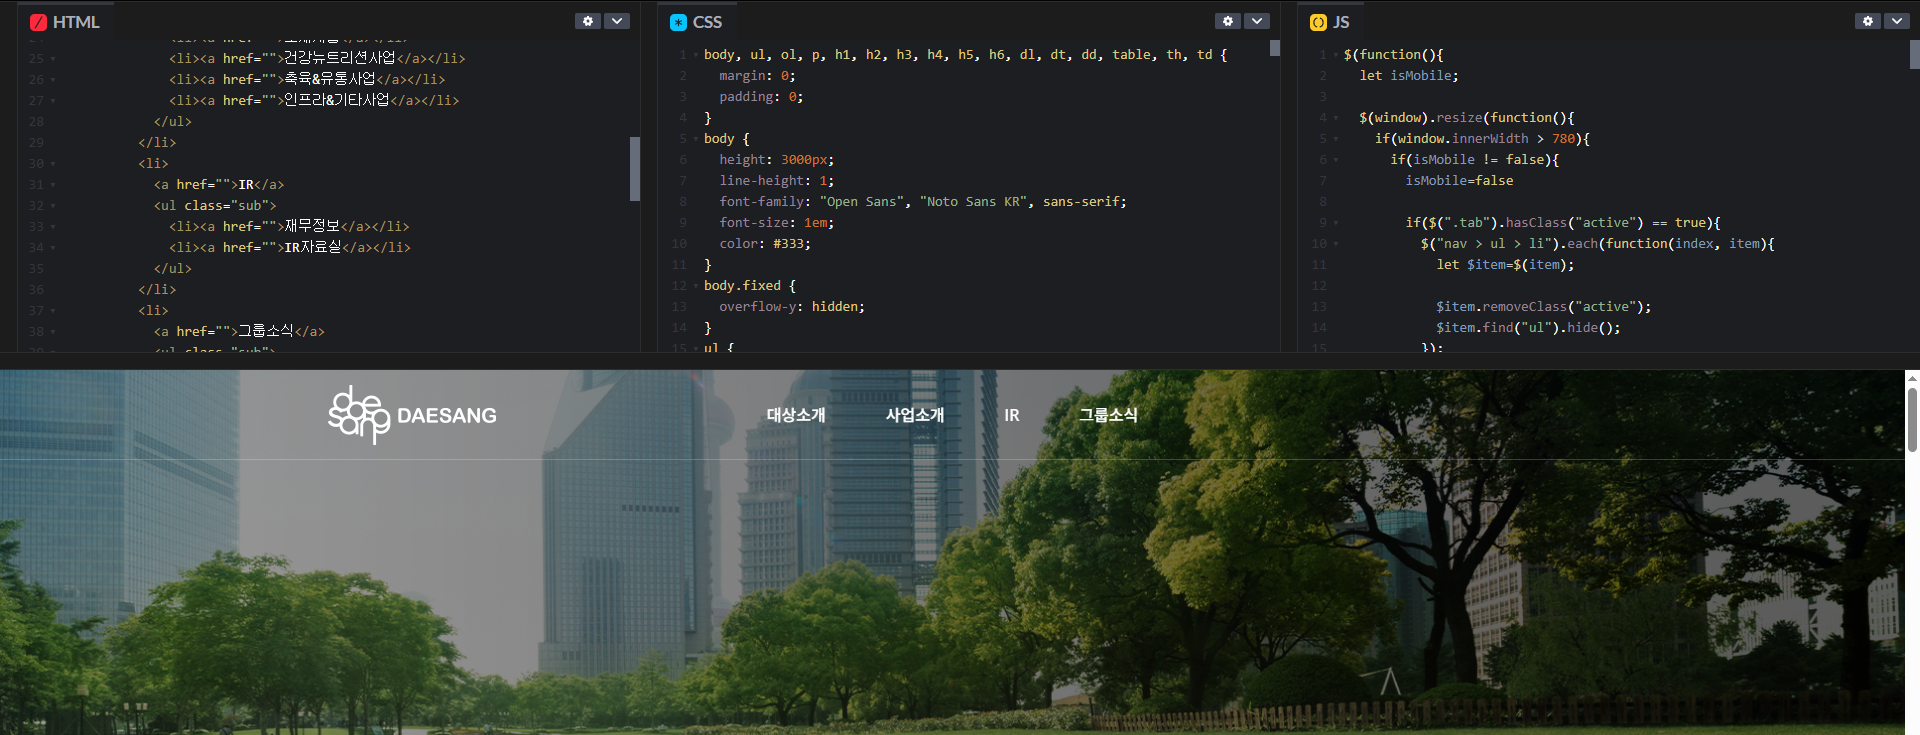 HTML
25 <li><a href="">건강뉴트리션사업</a></li>
26 <li><a href="">축육&유통사업</a></li>
27 <li><a href="">인프라&기타사업</a></li>
28 </ul>
29 </li>
30 <li>
31 <a href="">IR</a>
32 <ul class="sub">
33 <li><a href="">재무정보</a></li>
34 <li><a href="">IR자료실</a></li>
35 </ul>
36 </li>
37 <li>
38 <a href="">그룹소식</a>
39 <ul class="sub">
CSS
1 body, ul, ol, p, h1, h2, h3, h4, h5, h6, dl, dt, dd, table, th, td {
2 margin: 0;
3 padding: 0;
4 }
5 body {
6 height: 3000px;
7 line-height: 1;
8 font-family: "Open Sans", "Noto Sans KR", sans-serif;
9 font-size: 1em;
10 color: #333;
11 }
12 body.fixed {
13 overflow-y: hidden;
14 }
15 ul {
JS
1 $(function(){
2 let isMobile;
3
4 $(window).resize(function(){
5 if(window.innerWidth > 780){
6 if(isMobile != false){
7 isMobile=false
8
9 if($(".tab").hasClass("active") == true){
10 $("nav > ul > li").each(function(index, item){
11 let $item=$(item);
12
13 $item.removeClass("active");
14 $item.find("ul").hide();
15 });
daesang DAESANG
대상소개
사업소개
IR
그룹소식